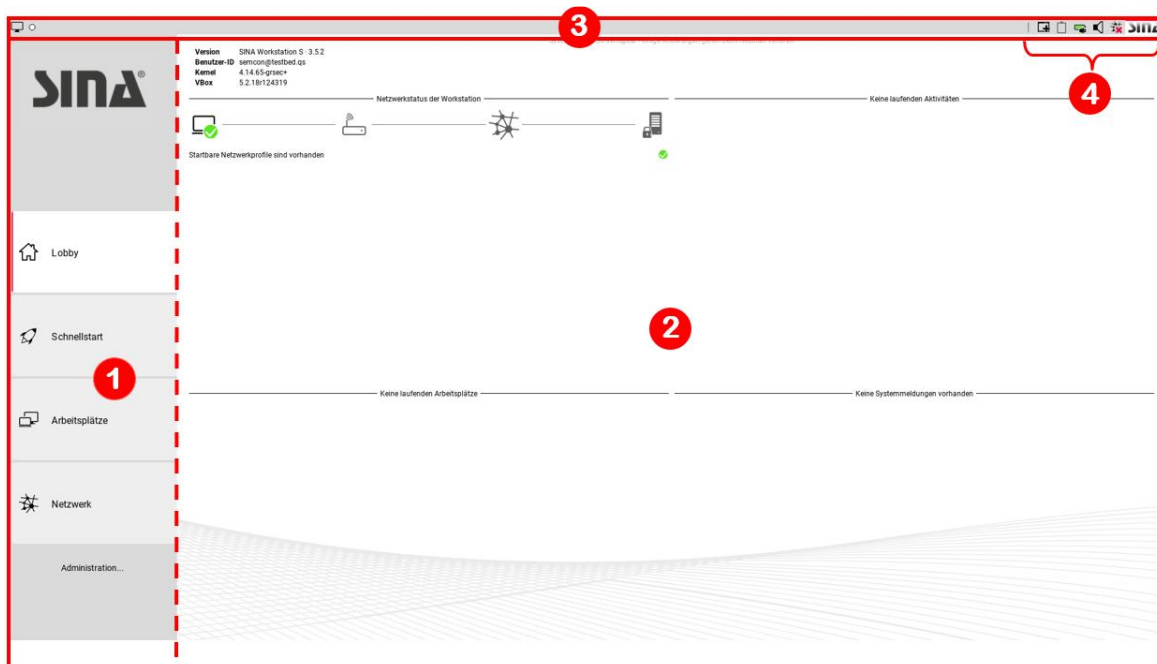 3
SINA
4
SINA®
Version SINA Workstation S - 3.5.2
Benutzer-ID semcon@testbed.qs
Kernel 4.14.65-grsec+
VBox 5.2.18r124319
Netzwerkstatus der Workstation
Keine laufenden Aktivitäten
Startbare Netzwerkprofile sind vorhanden
Lobby
Schnellstart
2
1
Keine laufenden Arbeitsplätze
Keine Systemmeldungen vorhanden
Arbeitsplätze
Netzwerk
Administration...